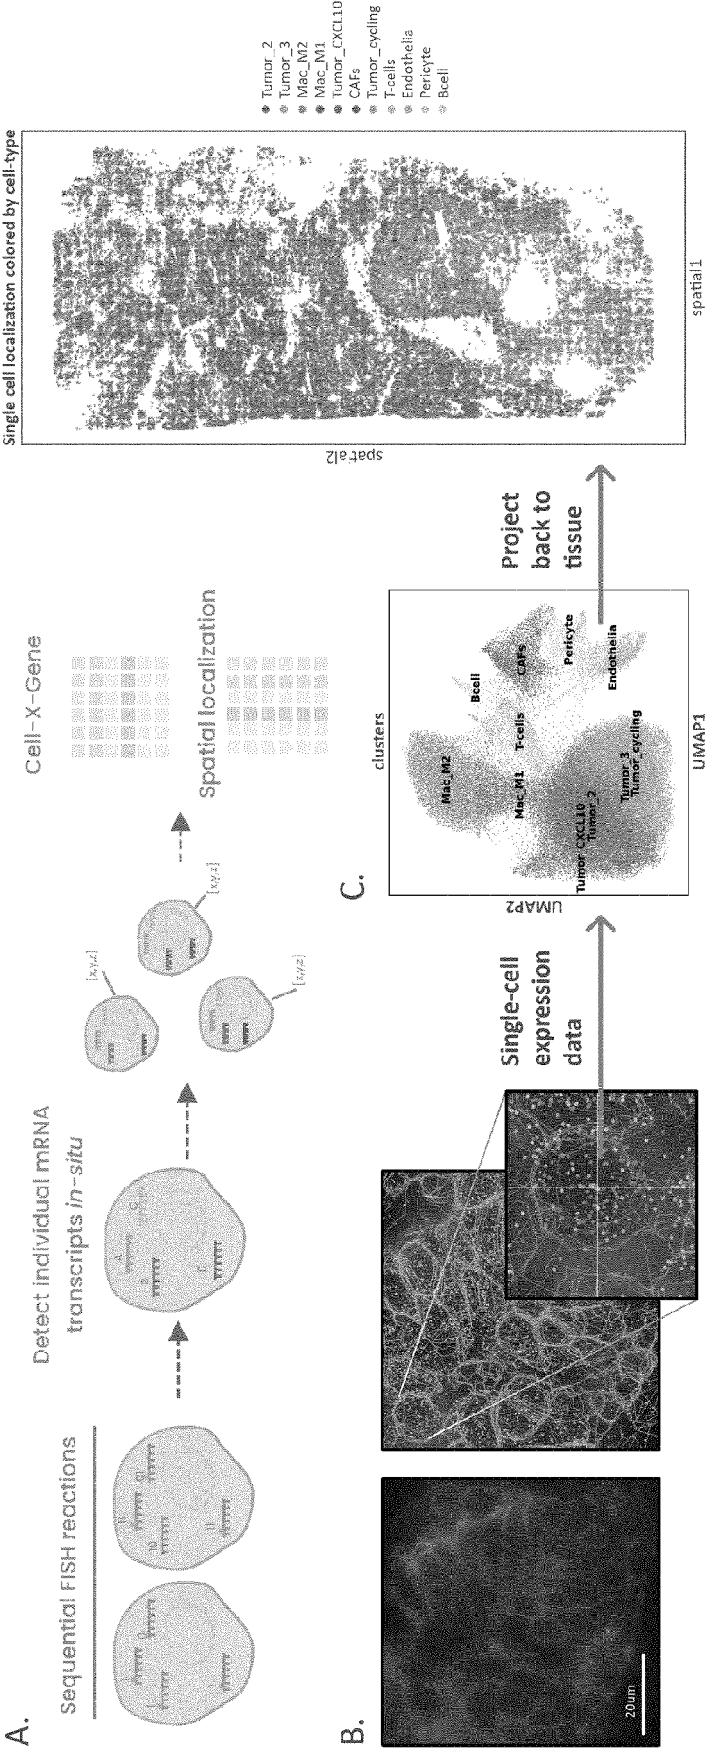 A.
Sequential FISH reactions
Detect individual mRNA
transcripts in-situ
[x,y,z]
[x,y,z]
[x,y,z]
Cell-X-Gene
Spatial localization
B.
20um
Single-cell
expression
data
C.
clusters
Mac_M2
Bcell
Mac_M1
T-cells
CAFs
Pericyte
Endothelia
Tumor_CXCL10
Tumor_2
Tumor_3
Tumor_cycling
UMAP2
UMAP1
Project
back to
tissue
Single cell localization colored by cell-type
spatial2
spatial1
Tumor_2
Tumor_3
Mac_M2
Mac_M1
Tumor_CXCL10
CAFs
Tumor_cycling
T-cells
Endothelia
Pericyte
Bcell